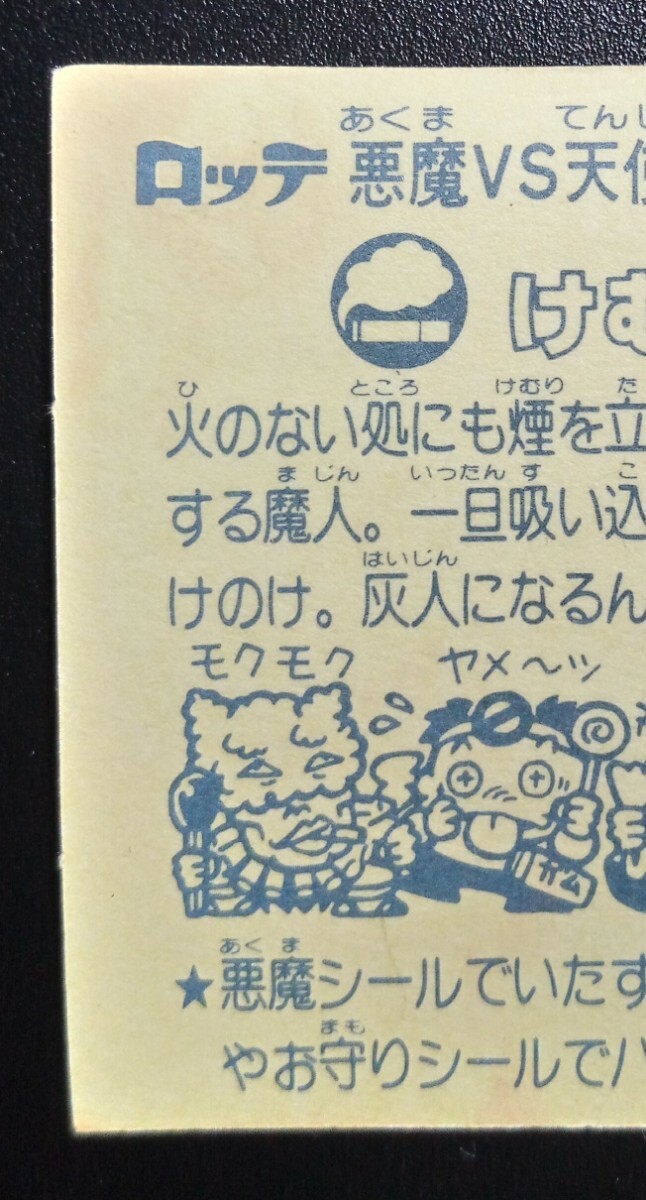 あくま てんし
ロッテ 悪魔VS天使
けむ
ひ ところ けむり た
火のない処にも煙を立
まじん いったんす こ
する魔人。一旦吸い込
はいじん
けのけ。灰人になるん
モクモク ヤメ〜ッ
ガム
あくま
★悪魔シールでいたず
まも
やお守りシールでハ